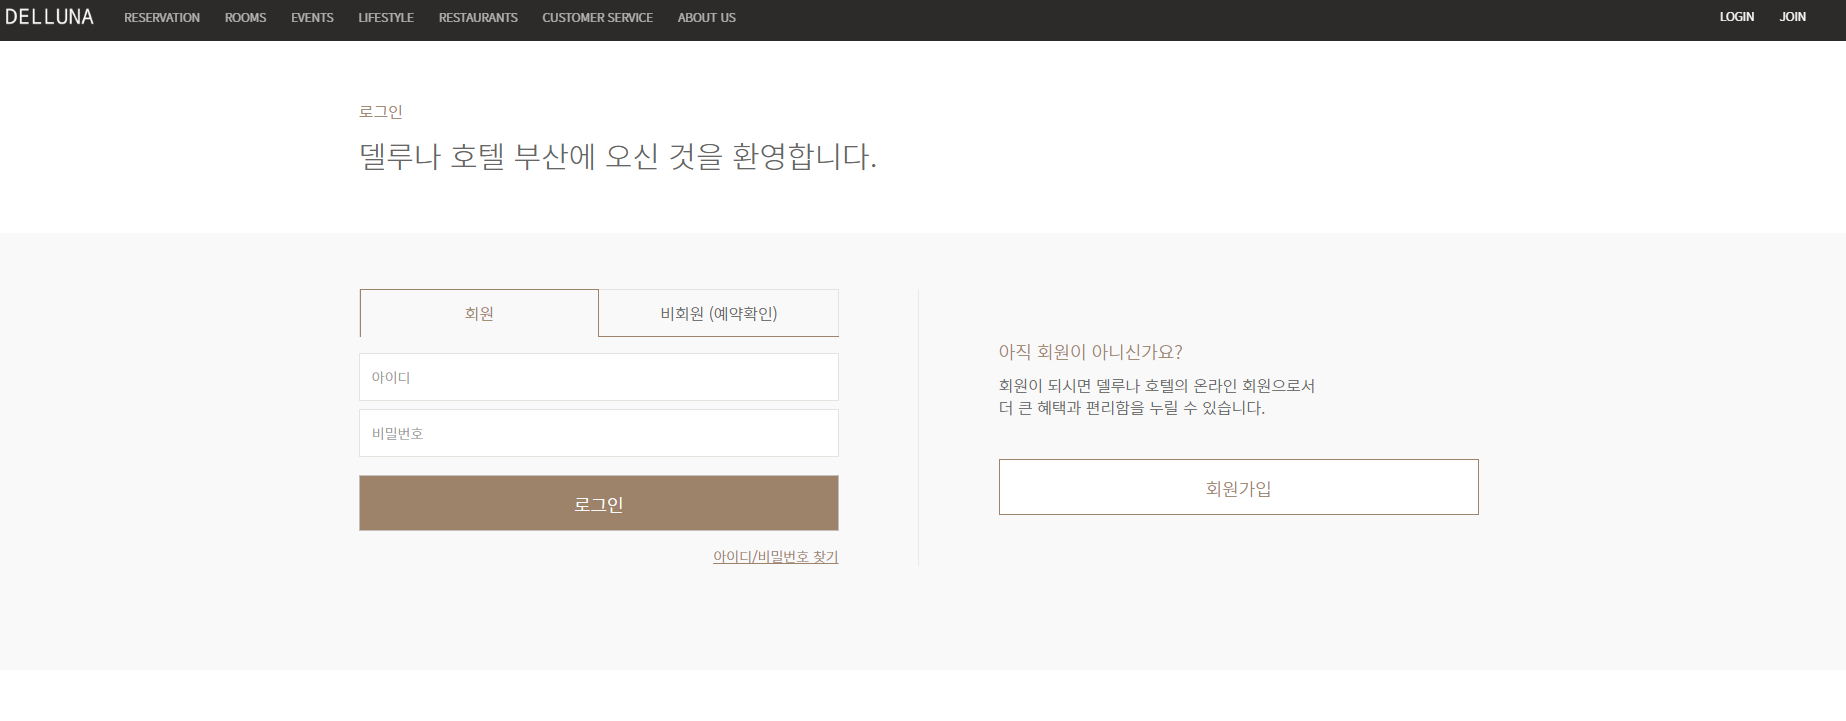 DELLUNA RESERVATION ROOMS EVENTS LIFESTYLE RESTAURANTS CUSTOMER SERVICE ABOUT US LOGIN JOIN
로그인
델루나 호텔 부산에 오신 것을 환영합니다.
회원 비회원 (예약확인)
아이디
비밀번호
로그인
아이디/비밀번호 찾기
아직 회원이 아니신가요?
회원이 되시면 델루나 호텔의 온라인 회원으로서
더 큰 혜택과 편리함을 누릴 수 있습니다.
회원가입